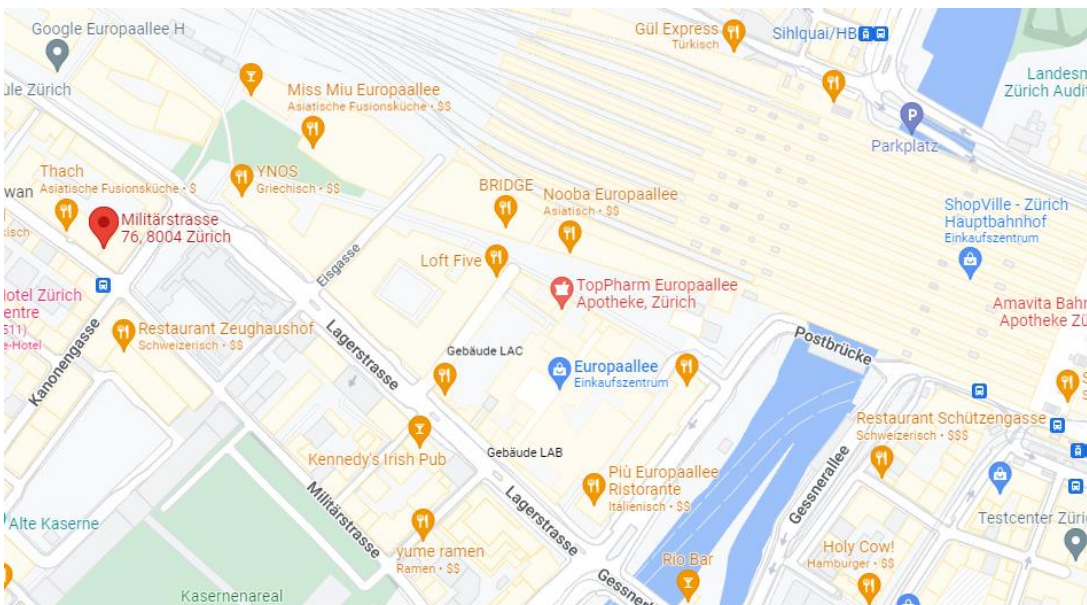 Google Europaallee H
ule Zürich
Miss Miu Europaallee
Asiatische Fusionsküche · $$
Gül Express
Türkisch
Sihlquai/HB
Landesm
Zürich Audit
P
Parkplatz
Thach
Asiatische Fusionsküche · $
wan
YNOS
Griechisch · $$
BRIDGE
Nooba Europaallee
Asiatisch · $$
ShopVille - Zürich
Hauptbahnhof
Einkaufszentrum
Militärstrasse
76, 8004 Zürich
isch
Eisgasse
Loft Five
TopPharm Europaallee
Apotheke, Zürich
Amavita Bahn
Apotheke Zü
otel Zürich
entre
511)
e-Hotel
Restaurant Zeughaushof
Schweizerisch · $$
Kanonengasse
Lagerstrasse
Gebäude LAC
Postbrücke
Europaallee
Einkaufszentrum
Restaurant Schützengasse
Schweizerisch · $$$
Kennedy's Irish Pub
Gebäude LAB
Più Europaallee
Ristorante
Italienisch · $$
Gessnerallee
Militärstrasse
Lagerstrasse
Alte Kaserne
yume ramen
Ramen · $$
Testcenter Züri
Holy Cow!
Hamburger · $$
Rio Bar
Kasernenareal